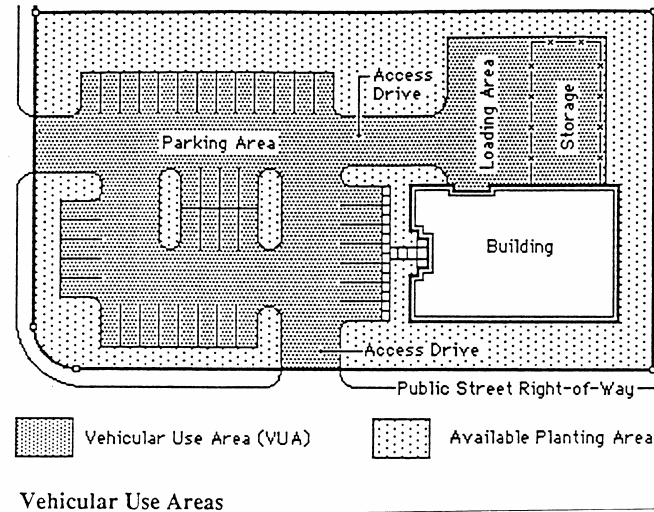 Access
Drive
Parking Area
Loading Area
Storage
Building
Access Drive
Public Street Right-of-Way
Vehicular Use Area (VUA)
Available Planting Area
Vehicular Use Areas